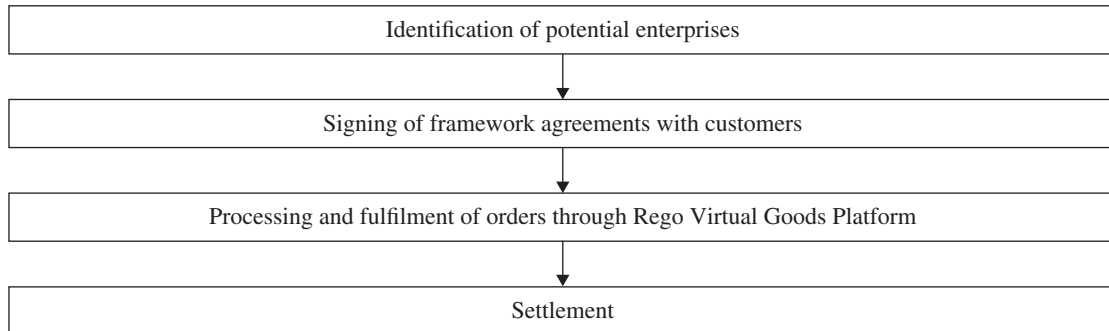 Identification of potential enterprises
Signing of framework agreements with customers
Processing and fulfilment of orders through Rego Virtual Goods Platform
Settlement